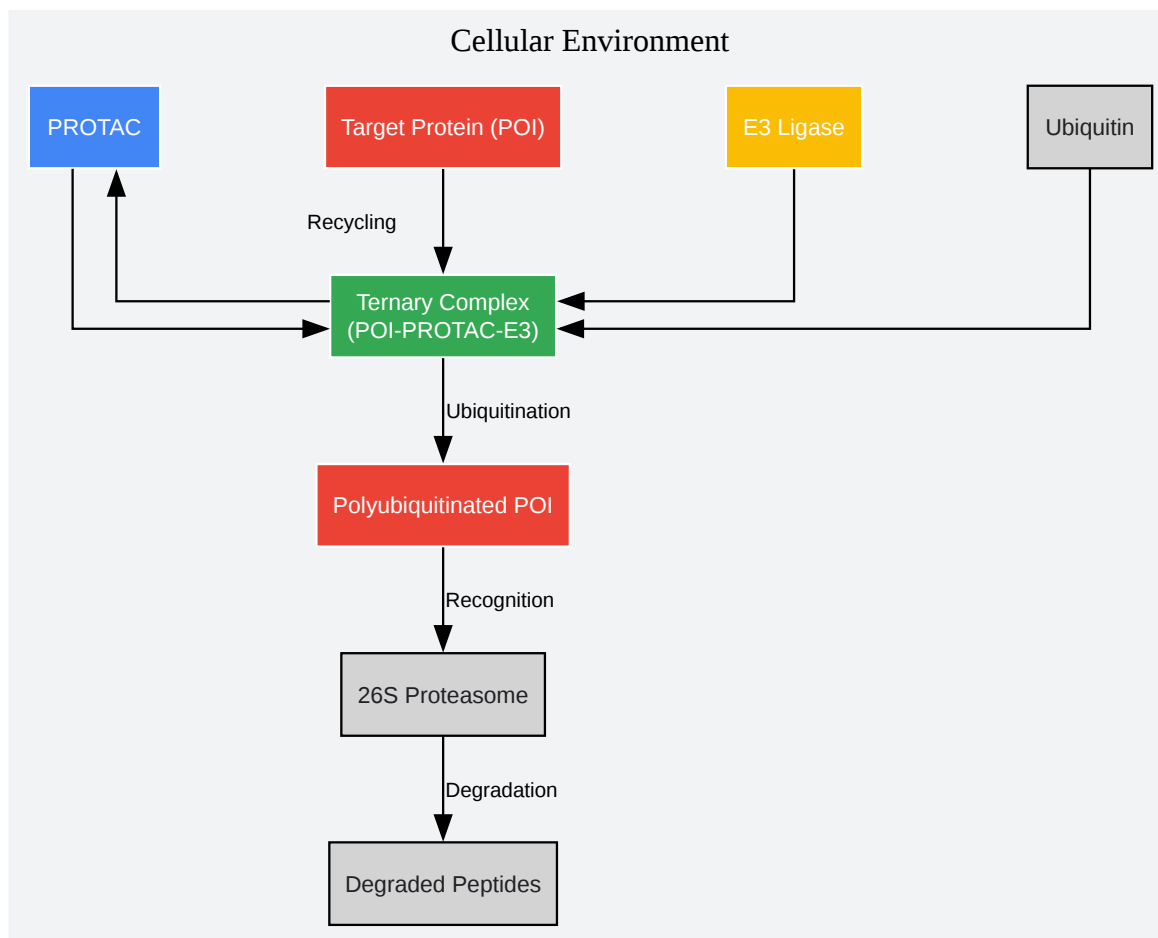 Cellular Environment
PROTAC
Target Protein (POI)
E3 Ligase
Ubiquitin
Recycling
Ternary Complex
(POI-PROTAC-E3)
Ubiquitination
Polyubiquitinated POI
Recognition
26S Proteasome
Degradation
Degraded Peptides